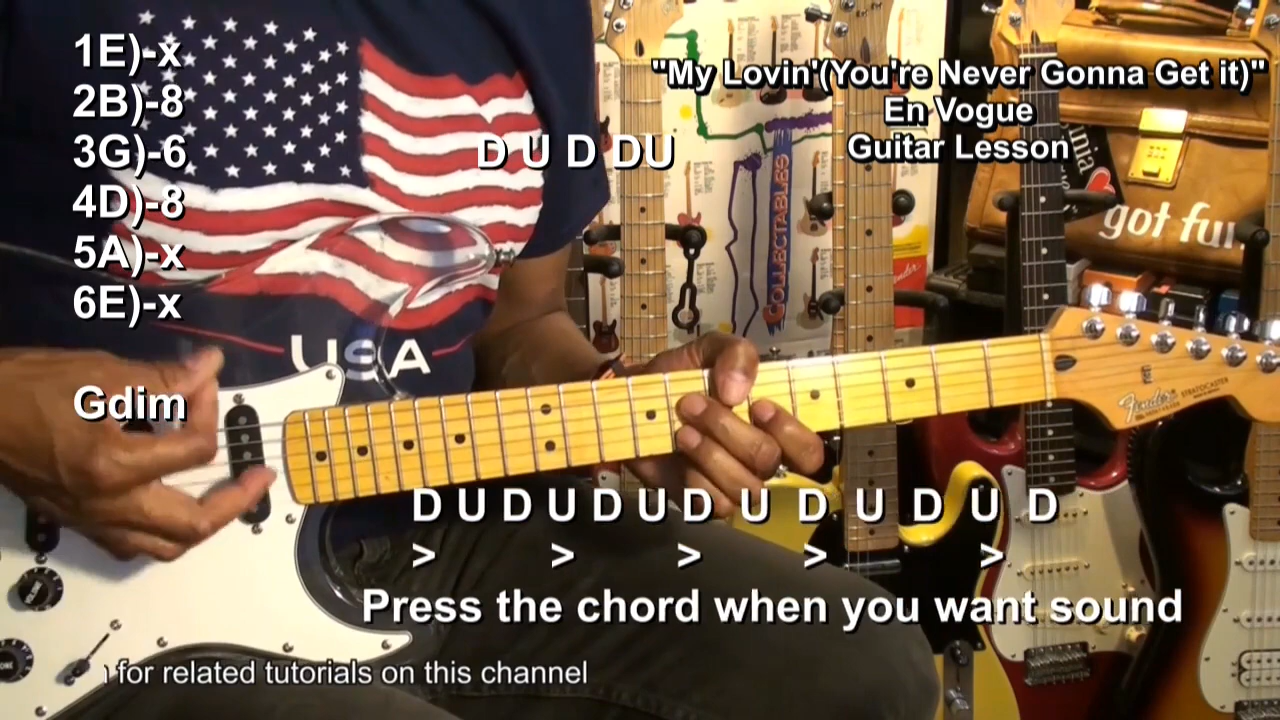 1E)-x
2B)-8
3G)-6
4D)-8
5A)-x
6E)-x
Gdim
"My Lovin'(You're Never Gonna Get it)"
En Vogue
Guitar Lesson
D U D DU
COLLECTABLES
got fu
USA
Fender
STRATOCASTER
D U D U D U D U D U D U D
> > > > >
Press the chord when you want sound
VOLUME
for related tutorials on this channel